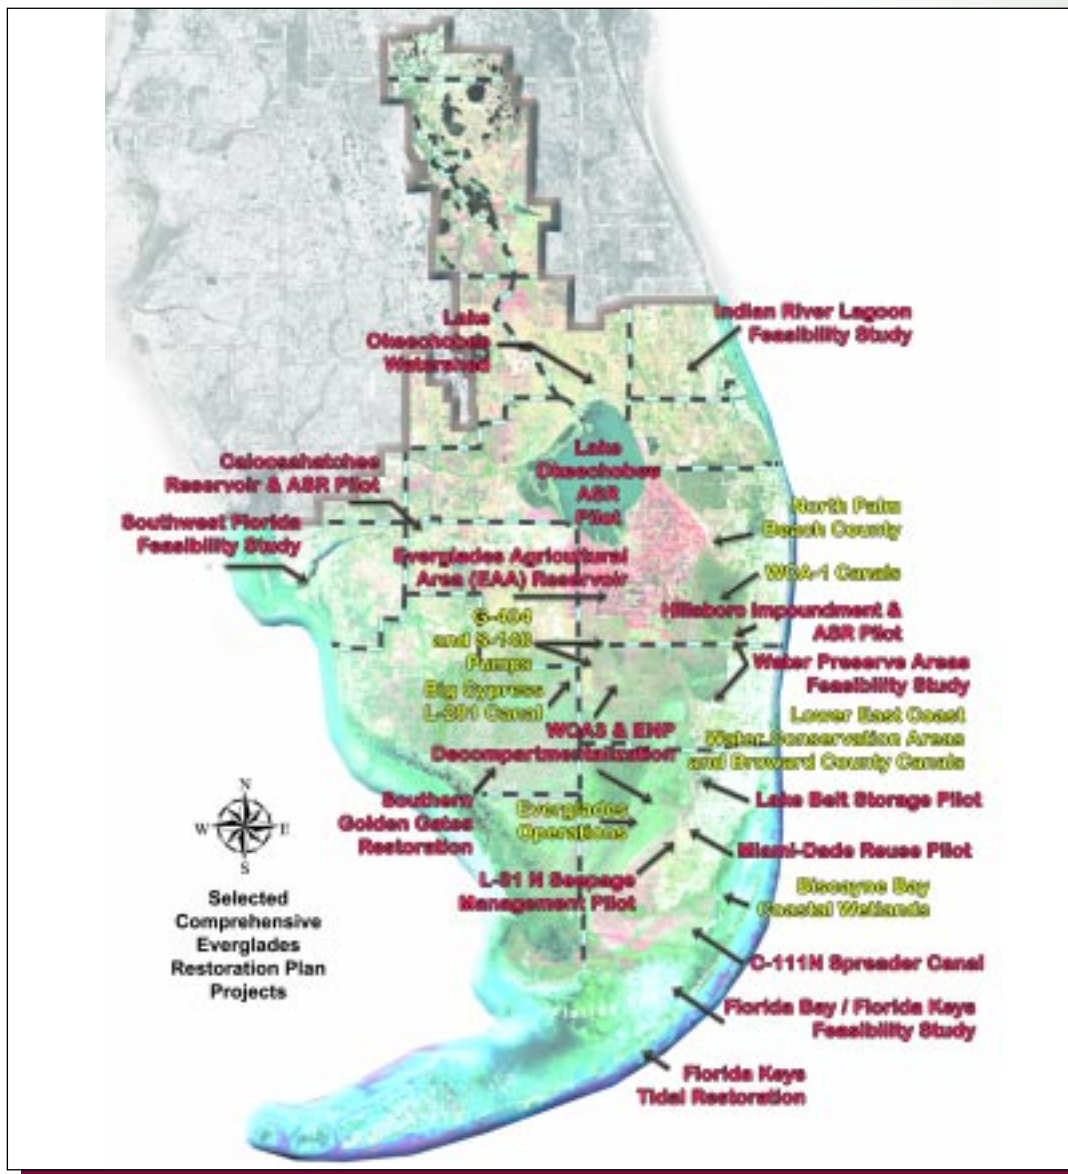 Indian River Lagoon
Feasibility Study
Lake
Okeechobee
Watershed
Lake
Okeechobee
ASR
Pilot
Caloosahatchee
Reservoir & ASR Pilot
Southwest Florida
Feasibility Study
North Palm
Beach County
Everglades Agricultural
Area (EAA) Reservoir
WCA-1 Canals
Hillsboro Impoundment &
ASR Pilot
G-404
and S-140
Pumps
Water Preserve Areas
Feasibility Study
Big Cypress
Canal
Lower East Coast
Water Conservation Areas
and Broward County Canals
WCA3 & ENP
Decompartmentalization
Southern
Golden Gates
Restoration
Everglades
Operations
Lake Belt Storage Pilot
Miami-Dade Reuse Pilot
L-31 N Seepage
Management Pilot
Biscayne Bay
Coastal Wetlands
N
W E
S
Selected
Comprehensive
Everglades
Restoration Plan
Projects
C-111N Spreader Canal
Florida Bay / Florida Keys
Feasibility Study
Florida Keys
Tidal Restoration